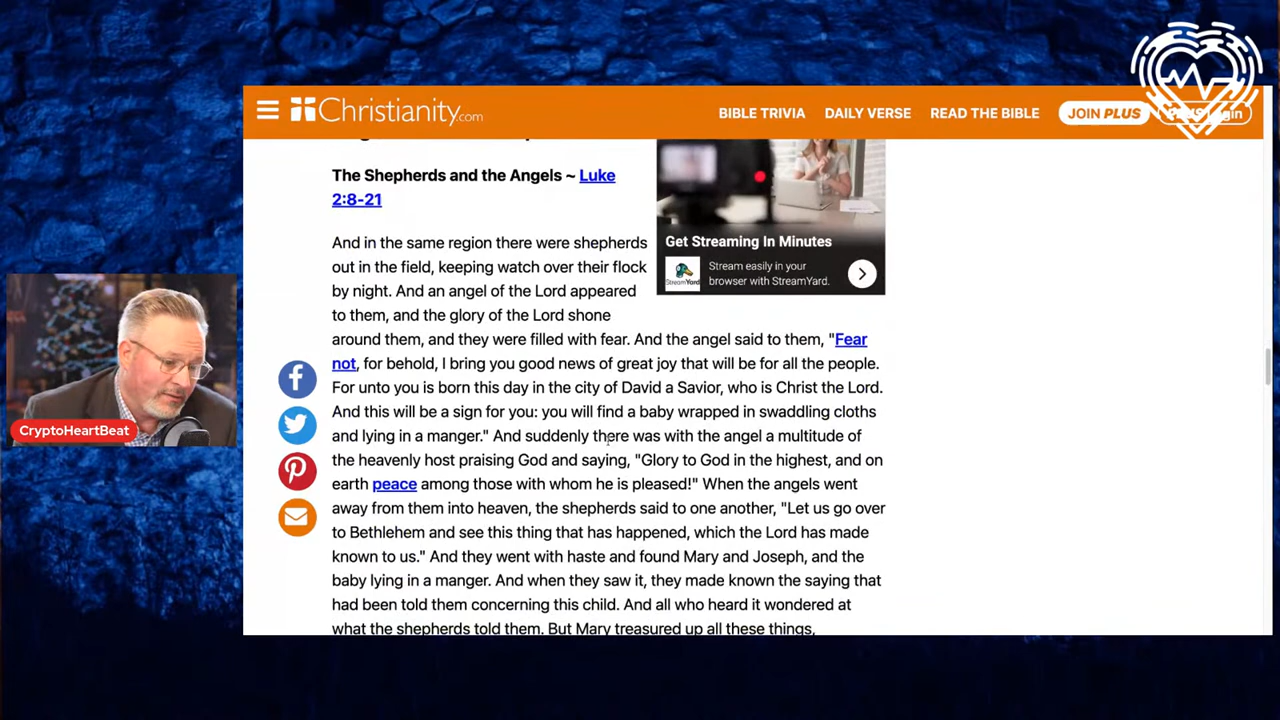 Christianity.com
BIBLE TRIVIA
DAILY VERSE
READ THE BIBLE
JOIN PLUS
Login
The Shepherds and the Angels ~ Luke
2:8-21
And in the same region there were shepherds
out in the field, keeping watch over their flock
by night. And an angel of the Lord appeared
to them, and the glory of the Lord shone
around them, and they were filled with fear. And the angel said to them, "Fear
not, for behold, I bring you good news of great joy that will be for all the people.
For unto you is born this day in the city of David a Savior, who is Christ the Lord.
And this will be a sign for you: you will find a baby wrapped in swaddling cloths
and lying in a manger." And suddenly there was with the angel a multitude of
the heavenly host praising God and saying, "Glory to God in the highest, and on
earth peace among those with whom he is pleased!" When the angels went
away from them into heaven, the shepherds said to one another, "Let us go over
to Bethlehem and see this thing that has happened, which the Lord has made
known to us." And they went with haste and found Mary and Joseph, and the
baby lying in a manger. And when they saw it, they made known the saying that
had been told them concerning this child. And all who heard it wondered at
what the shepherds told them. But Mary treasured up all these things,
Get Streaming In Minutes
StreamYard
Stream easily in your
browser with StreamYard.
CryptoHeartBeat